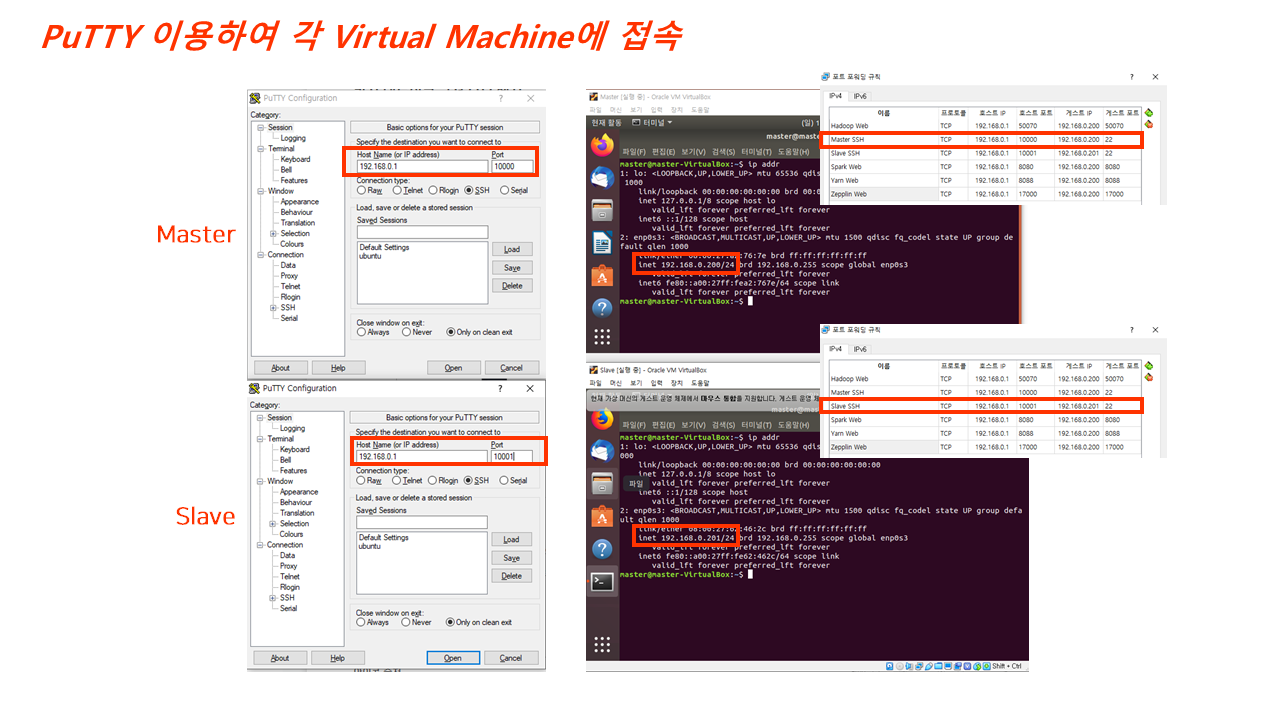 PuTTY 이용하여 각 Virtual Machine에 접속
Master
PuTTY Configuration
Category:
Session
Logging
Terminal
Keyboard
Bell
Features
Window
Appearance
Behaviour
Translation
Selection
Colours
Connection
Data
Proxy
Telnet
Rlogin
SSH
Serial
Basic options for your PuTTY session
Specify the destination you want to connect to
Host Name (or IP address) Port
192.168.0.1 10000
Connection type:
Raw Telnet Rlogin SSH Serial
Load, save or delete a stored session
Saved Sessions
Default Settings
ubuntu
Load
Save
Delete
Close window on exit:
Always Never Only on clean exit
About Help Open Cancel
Master [실행 중] - Oracle VM VirtualBox
파일 머신 보기 입력 장치 도움말
현재 활동 터미널 (일) 1
master@maste
파일(F) 편집(E) 보기(V) 검색(S) 터미널(T) 도움말(H)
master@master-VirtualBox:~$ ip addr
1: lo: <LOOPBACK,UP,LOWER_UP> mtu 65536 qdisc
1000
link/loopback 00:00:00:00:00:00 brd 00:00
inet 127.0.0.1/8 scope host lo
valid_lft forever preferred_lft forever
inet6 ::1/128 scope host
valid_lft forever preferred_lft forever
2: enp0s3: <BROADCAST,MULTICAST,UP,LOWER_UP> mtu 1500 qdisc fq_codel state UP group de
fault qlen 1000
brd ff:ff:ff:ff:ff:ff
inet 192.168.0.200/24 brd 192.168.0.255 scope global enp0s3
valid_lft forever preferred_lft forever
inet6 fe80::a00:27ff:fea2:767e/64 scope link
valid_lft forever preferred_lft forever
master@master-VirtualBox:~$
포트 포워딩 규칙
IPv4 IPv6
이름 프로토콜 호스트 IP 호스트 포트 게스트 IP 게스트 포트
Hadoop Web TCP 192.168.0.1 50070 192.168.0.200 50070
Master SSH TCP 192.168.0.1 10000 192.168.0.200 22
Slave SSH TCP 192.168.0.1 10001 192.168.0.201 22
Spark Web TCP 192.168.0.1 8080 192.168.0.200 8080
Yarn Web TCP 192.168.0.1 8088 192.168.0.200 8088
Zepplin Web TCP 192.168.0.1 17000 192.168.0.200 17000
Slave
PuTTY Configuration
Category:
Session
Logging
Terminal
Keyboard
Bell
Features
Window
Appearance
Behaviour
Translation
Selection
Colours
Connection
Data
Proxy
Telnet
Rlogin
SSH
Serial
Basic options for your PuTTY session
Specify the destination you want to connect to
Host Name (or IP address) Port
192.168.0.1 10001
Connection type:
Raw Telnet Rlogin SSH Serial
Load, save or delete a stored session
Saved Sessions
Default Settings
ubuntu
Load
Save
Delete
Close window on exit:
Always Never Only on clean exit
About Help Open Cancel
Slave [실행 중] - Oracle VM VirtualBox
파일 머신 보기 입력 장치 도움말
현재 가상 머신의 게스트 운영 체제에서 마우스 통합을 지원합니다. 게스트 운영 체
파일(F) 편집(E) 보기(V) 검색(S) 터미널(T) 도움말(H)
master@master-VirtualBox:~$ ip addr
1: lo: <LOOPBACK,UP,LOWER_UP> mtu 65536 qdisc
000
link/loopback 00:00:00:00:00:00 brd 00:00:00:00:00:00
inet 127.0.0.1/8 scope host lo
valid_lft forever preferred_lft forever
파일
inet6 ::1/128 scope host
valid_lft forever preferred_lft forever
2: enp0s3: <BROADCAST,MULTICAST,UP,LOWER_UP> mtu 1500 qdisc fq_codel state UP group defa
ult qlen 1000
brd ff:ff:ff:ff:ff:ff
inet 192.168.0.201/24 brd 192.168.0.255 scope global enp0s3
valid_lft forever preferred_lft forever
inet6 fe80::a00:27ff:fe62:462c/64 scope link
valid_lft forever preferred_lft forever
master@master-VirtualBox:~$
Shift + Ctrl
포트 포워딩 규칙
IPv4 IPv6
이름 프로토콜 호스트 IP 호스트 포트 게스트 IP 게스트 포트
Hadoop Web TCP 192.168.0.1 50070 192.168.0.200 50070
Master SSH TCP 192.168.0.1 10000 192.168.0.200 22
Slave SSH TCP 192.168.0.1 10001 192.168.0.201 22
Spark Web TCP 192.168.0.1 8080 192.168.0.200 8080
Yarn Web TCP 192.168.0.1 8088 192.168.0.200 8088
Zepplin Web TCP 192.168.0.1 17000 192.168.0.200 17000